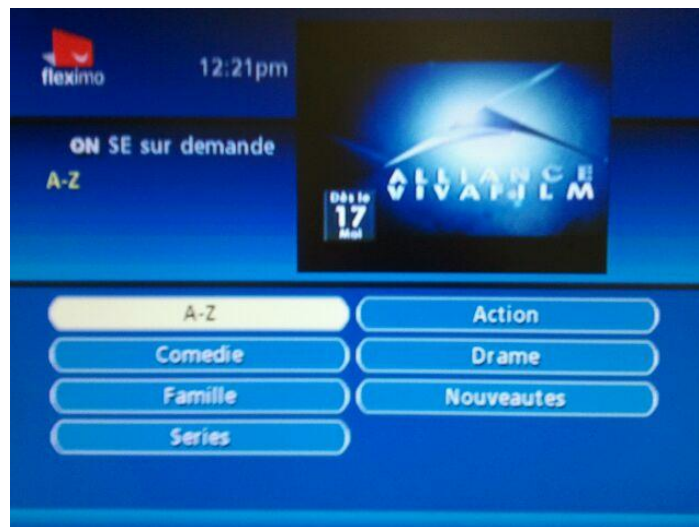 fleximo
12:21pm
ON SE sur demande
A-Z
ALLIANCE
VIVAFILM
Dès le
17
Mai
A-Z
Action
Comedie
Drame
Famille
Nouveautes
Series